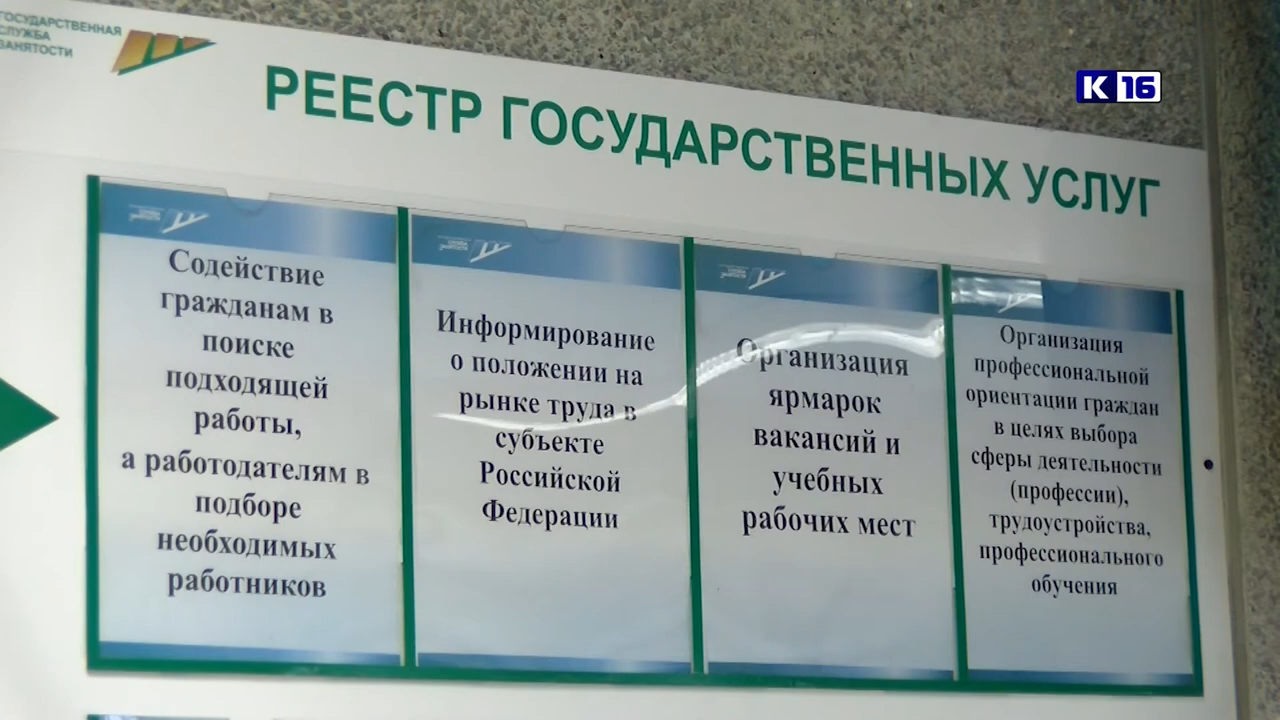 ГОСУДАРСТВЕННАЯ
СЛУЖБА
ЗАНЯТОСТИ
К 16
РЕЕСТР ГОСУДАРСТВЕННЫХ УСЛУГ
Содействие
гражданам в
поиске
подходящей
работы,
а работодателям в
подборе
необходимых
работников
Информирование
о положении на
рынке труда в
субъекте
Российской
Федерации
Организация
ярмарок
вакансий и
учебных
рабочих мест
Организация
профессиональной
ориентации граждан
в целях выбора
сферы деятельности
(профессии),
трудоустройства,
профессионального
обучения